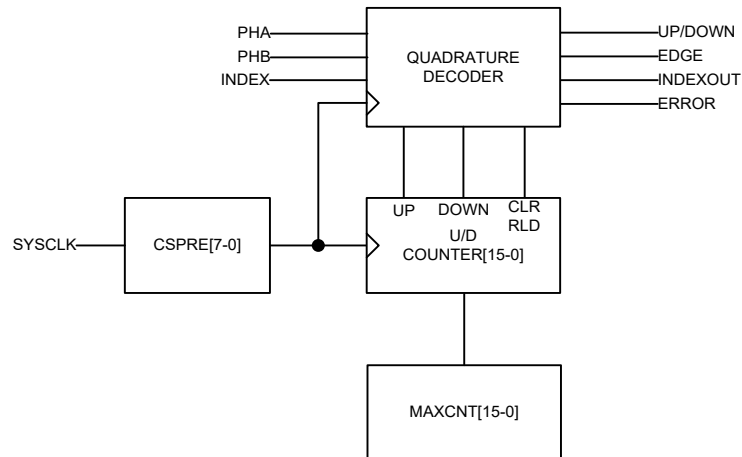 PHA
PHB
INDEX
QUADRATURE
DECODER
UP/DOWN
EDGE
INDEXOUT
ERROR
SYSCLK
CSPRE[7-0]
UP
DOWN
CLR
RLD
U/D
COUNTER[15-0]
MAXCNT[15-0]